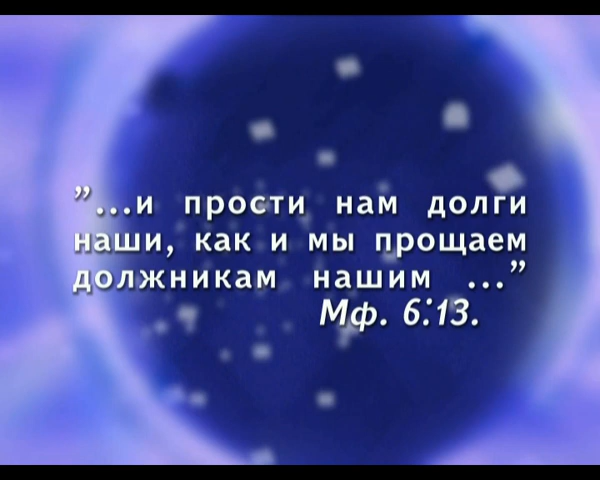 ”...и прости нам долги
наши, как и мы прощаем
должникам нашим ...”
Мф. 6:13.